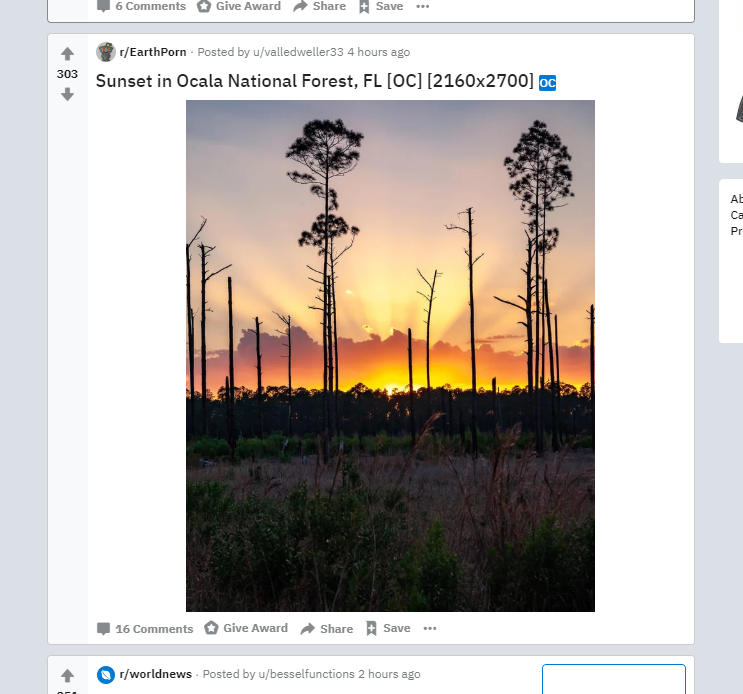 6 Comments Give Award Share Save
r/EarthPorn · Posted by u/valledweller33 4 hours ago
303
Sunset in Ocala National Forest, FL [OC] [2160x2700] OC
Ab
Ca
Pr
16 Comments Give Award Share Save
r/worldnews · Posted by u/besselfunctions 2 hours ago